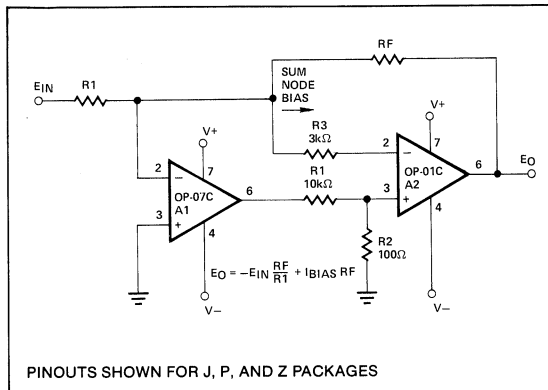 RF
EIN
R1
SUM
NODE
BIAS
V+
V+
R3
3kΩ
2
7
OP-01C
A2
6
EO
3
4
2
7
OP-07C
A1
6
3
4
R1
10kΩ
R2
100Ω
EO = -EIN RF/R1 + IBIAS RF
V-
V-
PINOUTS SHOWN FOR J, P, AND Z PACKAGES